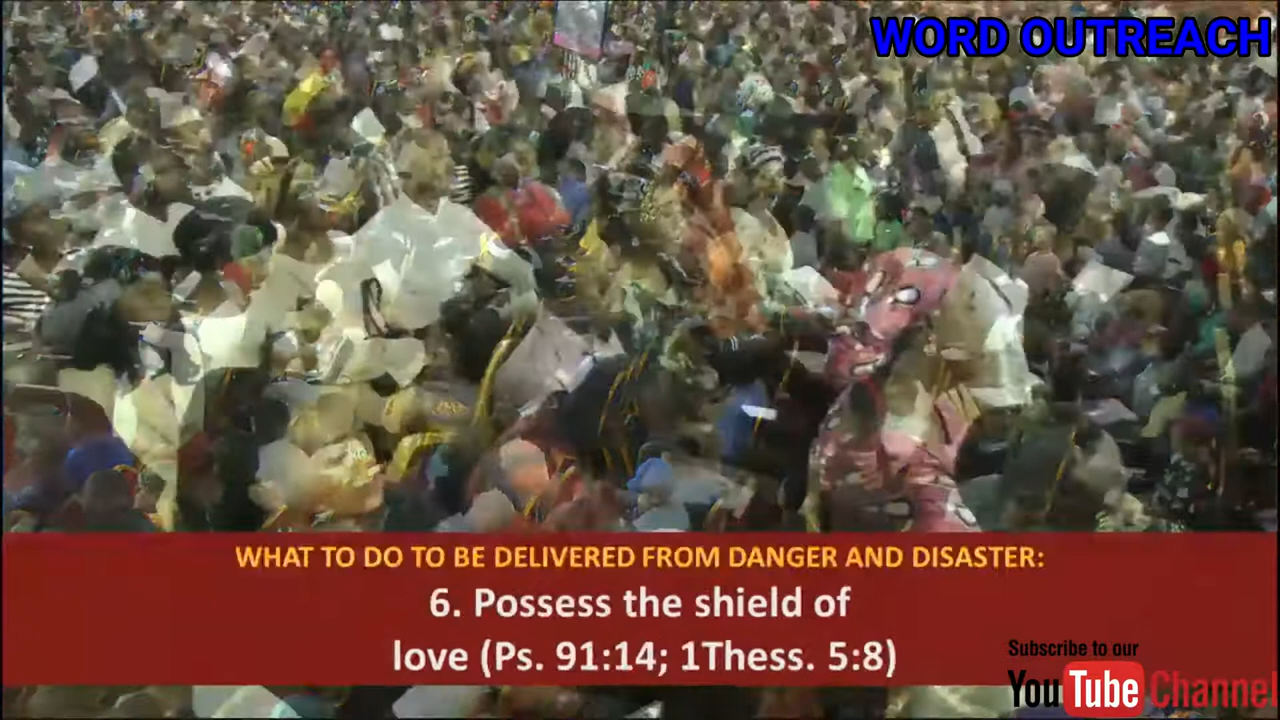 WORD OUTREACH
WHAT TO DO TO BE DELIVERED FROM DANGER AND DISASTER:
6. Possess the shield of
love (Ps. 91:14; 1Thess. 5:8)
Subscribe to our
YouTube Channel